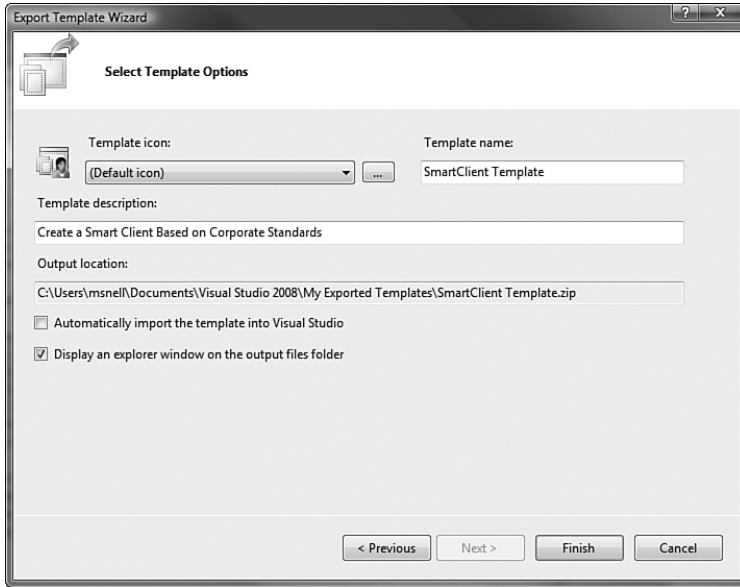 Export Template Wizard
? X
Select Template Options
Template icon:
Template name:
(Default icon)
...
SmartClient Template
Template description:
Create a Smart Client Based on Corporate Standards
Output location:
C:\Users\msnell\Documents\Visual Studio 2008\My Exported Templates\SmartClient Template.zip
Automatically import the template into Visual Studio
Display an explorer window on the output files folder
< Previous
Next >
Finish
Cancel